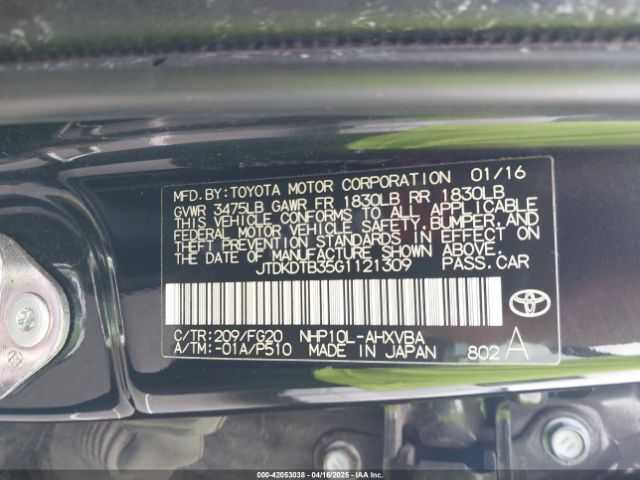 MFD. BY: TOYOTA MOTOR CORPORATION 01/16
GVWR 3475LB GAWR FR 1830LB RR 1830LB
THIS VEHICLE CONFORMS TO ALL APPLICABLE
FEDERAL MOTOR VEHICLE SAFETY, BUMPER, AND
THEFT PREVENTION STANDARDS IN EFFECT ON
THE DATE OF MANUFACTURE SHOWN ABOVE.
JTDKDTB35G1121309 PASS. CAR
C/TR: 209/FG20 NHP10L-AHXVBA
A/TM: -01A/P510 MADE IN JAPAN 802 A
000-42053038 - 04/16/2025 - IAAI COPYRIGHT